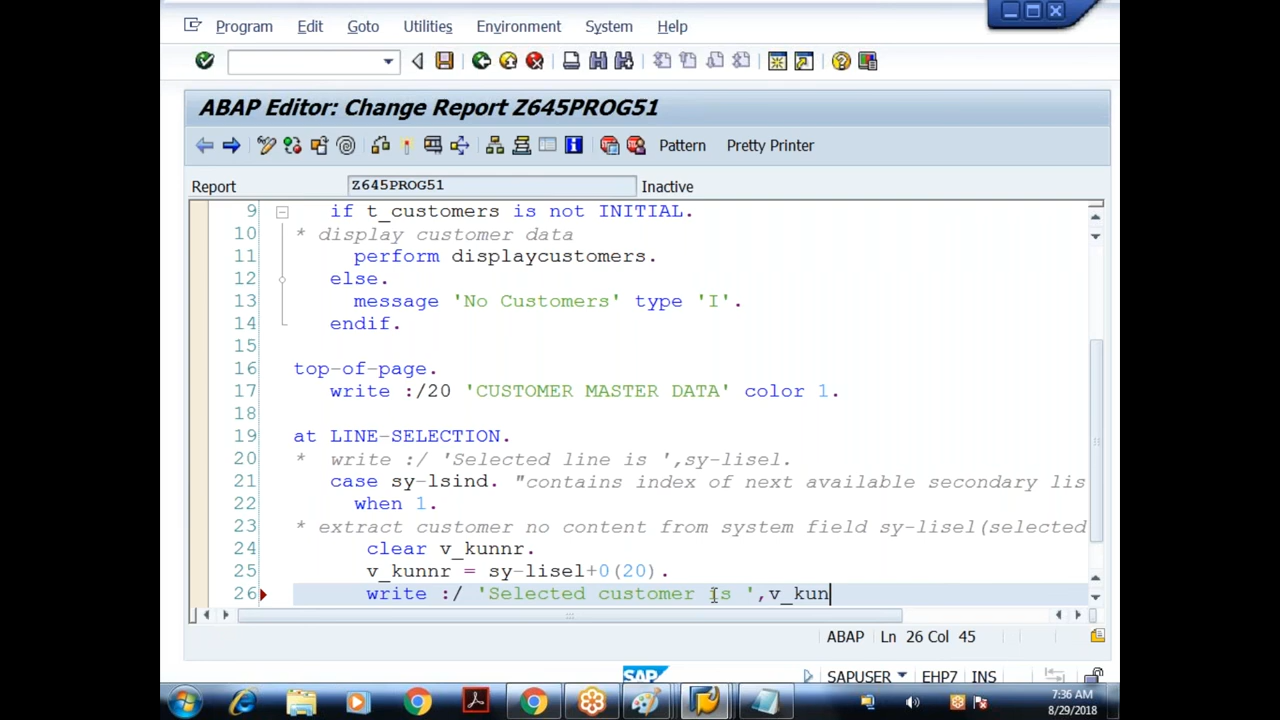 Program Edit Goto Utilities Environment System Help
ABAP Editor: Change Report Z645PROG51
Pattern Pretty Printer
Report Z645PROG51 Inactive
9 if t_customers is not INITIAL.
10 * display customer data
11 perform displaycustomers.
12 else.
13 message 'No Customers' type 'I'.
14 endif.
15
16 top-of-page.
17 write :/20 'CUSTOMER MASTER DATA' color 1.
18
19 at LINE-SELECTION.
20 * write :/ 'Selected line is ',sy-lisel.
21 case sy-lsind. "contains index of next available secondary lis
22 when 1.
23 * extract customer no content from system field sy-lisel(selected
24 clear v_kunnr.
25 v_kunnr = sy-lisel+0(20).
26 write :/ 'Selected customer is ',v_kun
ABAP Ln 26 Col 45
SAP SAPUSER EHP7 INS
7:36 AM
8/29/2018